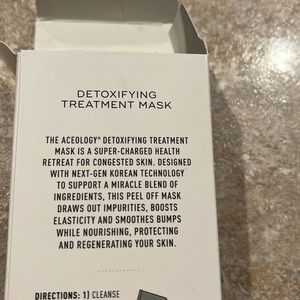 DETOXIFYING
TREATMENT MASK
THE ACEOLOGY® DETOXIFYING TREATMENT
MASK IS A SUPER-CHARGED HEALTH
RETREAT FOR CONGESTED SKIN. DESIGNED
WITH NEXT-GEN KOREAN TECHNOLOGY
TO SUPPORT A MIRACLE BLEND OF
INGREDIENTS, THIS PEEL OFF MASK
DRAWS OUT IMPURITIES, BOOSTS
ELASTICITY AND SMOOTHES BUMPS
WHILE NOURISHING, PROTECTING
AND REGENERATING YOUR SKIN.
DIRECTIONS: 1) CLEANSE